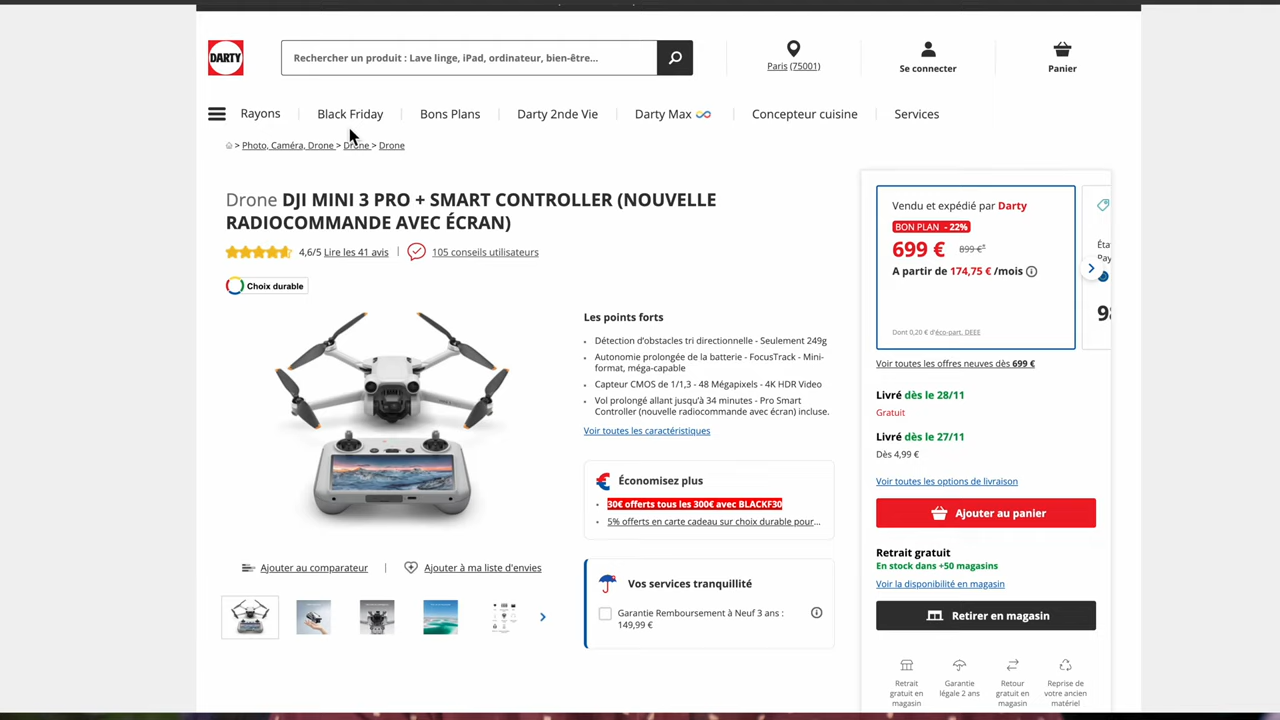 DARTY
Rechercher un produit : Lave linge, iPad, ordinateur, bien-être...
Paris (75001)
Se connecter
Panier
Rayons
Black Friday
Bons Plans
Darty 2nde Vie
Darty Max
Concepteur cuisine
Services
> Photo, Caméra, Drone > Drone > Drone
Drone DJI MINI 3 PRO + SMART CONTROLLER (NOUVELLE
RADIOCOMMANDE AVEC ÉCRAN)
4,6/5 Lire les 41 avis
105 conseils utilisateurs
Choix durable
Les points forts
Détection d'obstacles tri directionnelle - Seulement 249g
Autonomie prolongée de la batterie - FocusTrack - Mini-
format, méga-capable
Capteur CMOS de 1/1,3 - 48 Mégapixels - 4K HDR Video
Vol prolongé allant jusqu'à 34 minutes - Pro Smart
Controller (nouvelle radiocommande avec écran) incluse.
Voir toutes les caractéristiques
Économisez plus
30€ offerts tous les 300€ avec BLACKF30
5% offerts en carte cadeau sur choix durable pour...
Ajouter au comparateur
Ajouter à ma liste d'envies
Vos services tranquillité
Garantie Remboursement à Neuf 3 ans :
149,99 €
Vendu et expédié par Darty
BON PLAN - 22%
699 € 899 €*
A partir de 174,75 € /mois
Dont 0,20 € d'éco-part. DEEE
Éta
Pay
98
Voir toutes les offres neuves dès 699 €
Livré dès le 28/11
Gratuit
Livré dès le 27/11
Dès 4,99 €
Voir toutes les options de livraison
Ajouter au panier
Retrait gratuit
En stock dans +50 magasins
Voir la disponibilité en magasin
Retirer en magasin
Retrait
gratuit en
magasin
Garantie
légale 2 ans
Retour
gratuit en
magasin
Reprise de
votre ancien
matériel